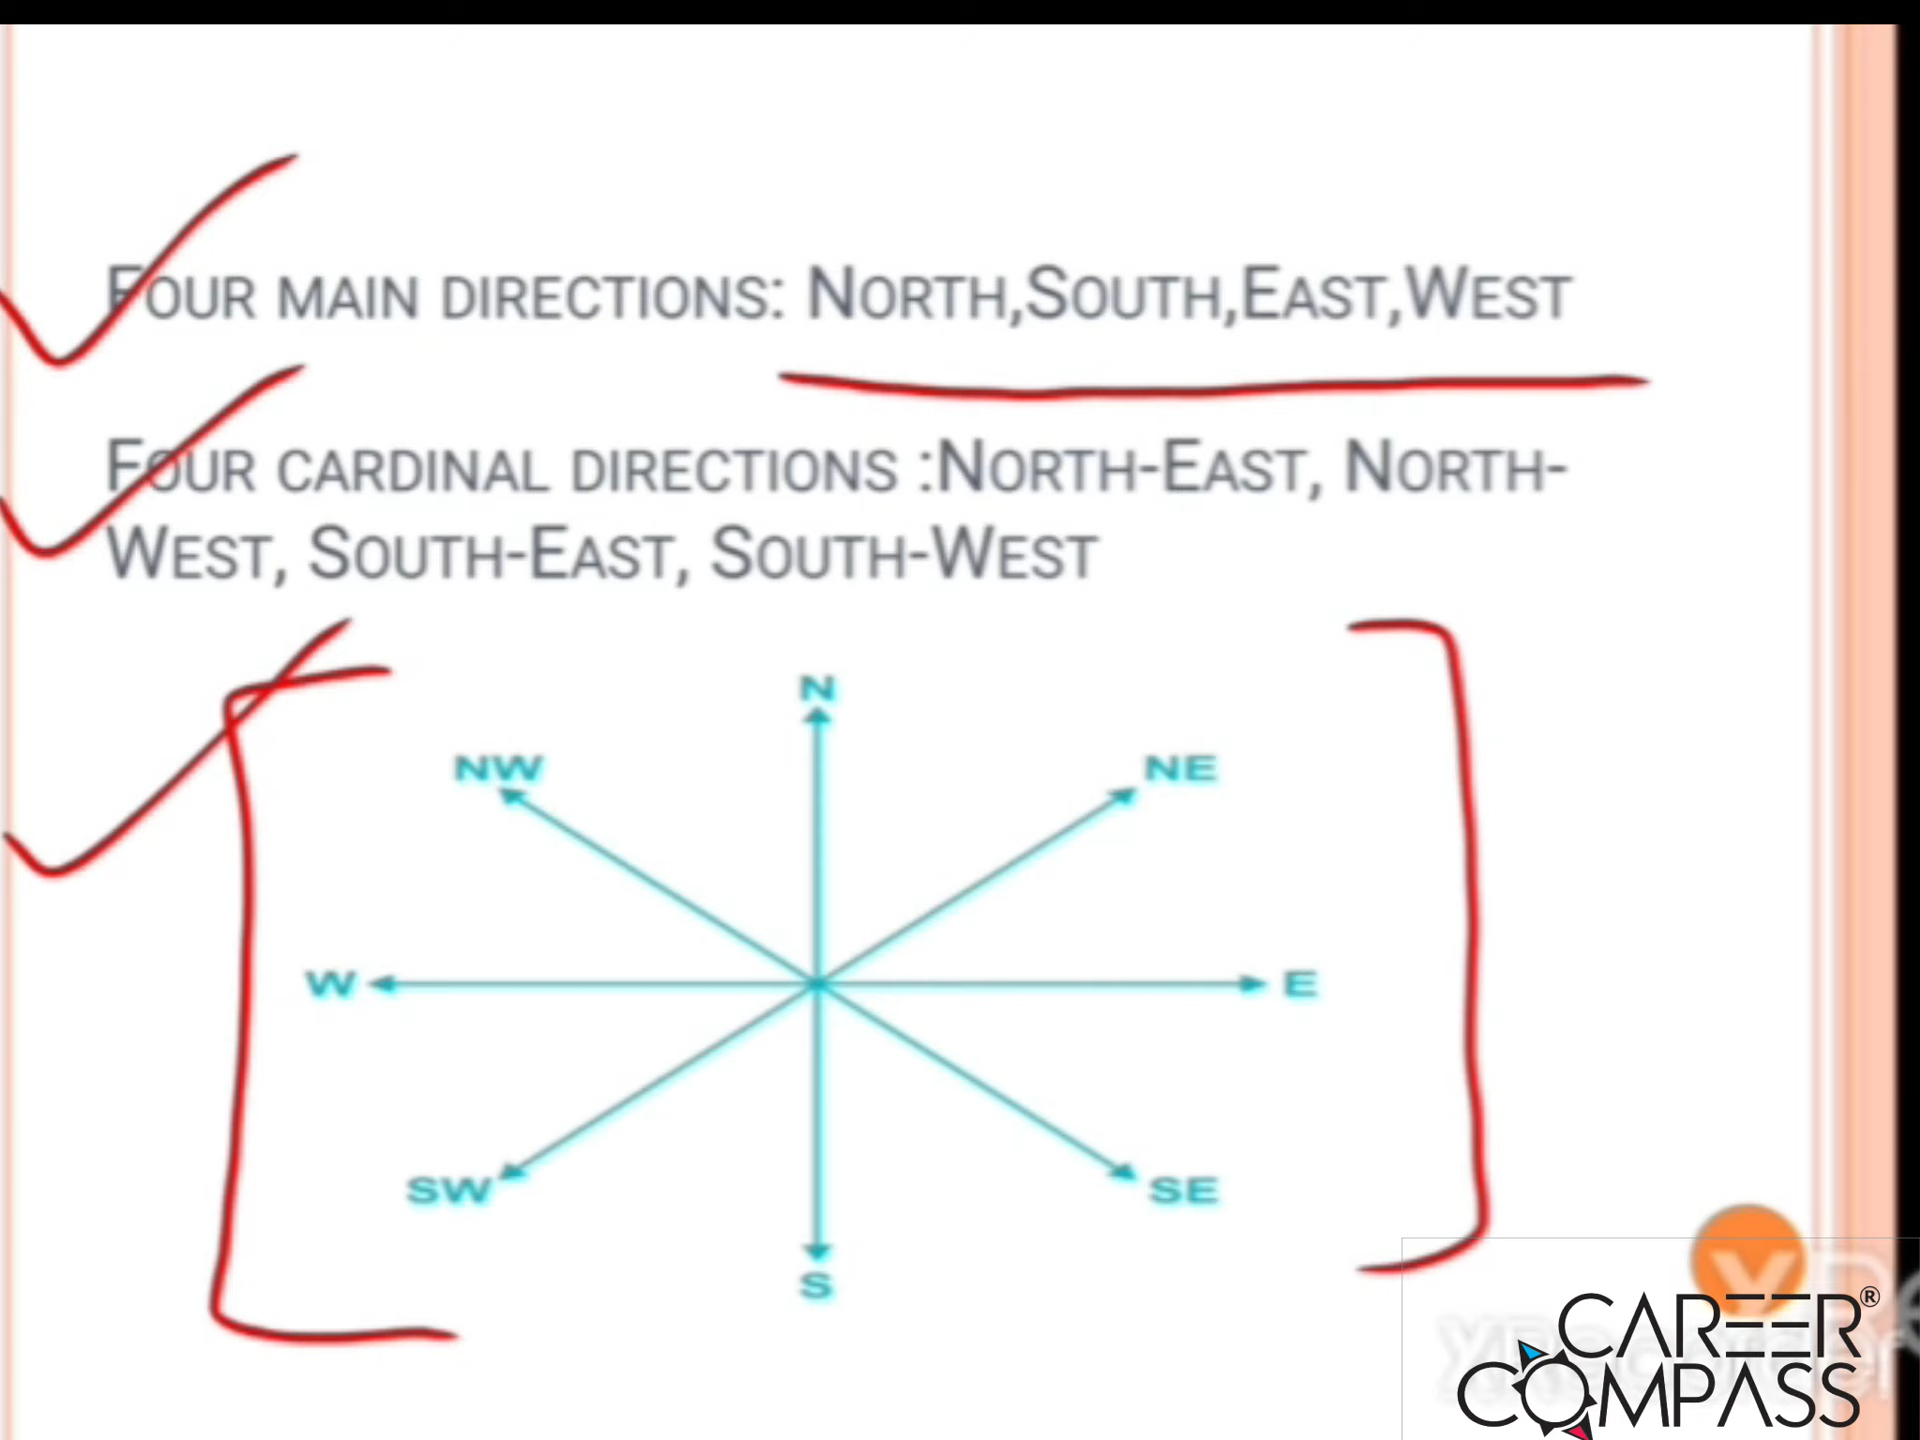 FOUR MAIN DIRECTIONS: NORTH,SOUTH,EAST,WEST
FOUR CARDINAL DIRECTIONS :NORTH-EAST, NORTH-
WEST, SOUTH-EAST, SOUTH-WEST
N
NW NE
W E
SW SE
S
CAREER®
COMPASS